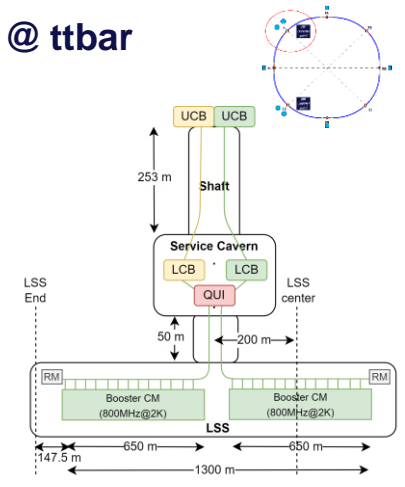 @ ttbar
UCB UCB
253 m
Shaft
Service Cavern
LCB LCB
QUI
LSS
End
LSS
center
50 m
200 m
RM
RM
Booster CM
(800MHz@2K)
Booster CM
(800MHz@2K)
LSS
650 m
650 m
147.5 m
1300 m